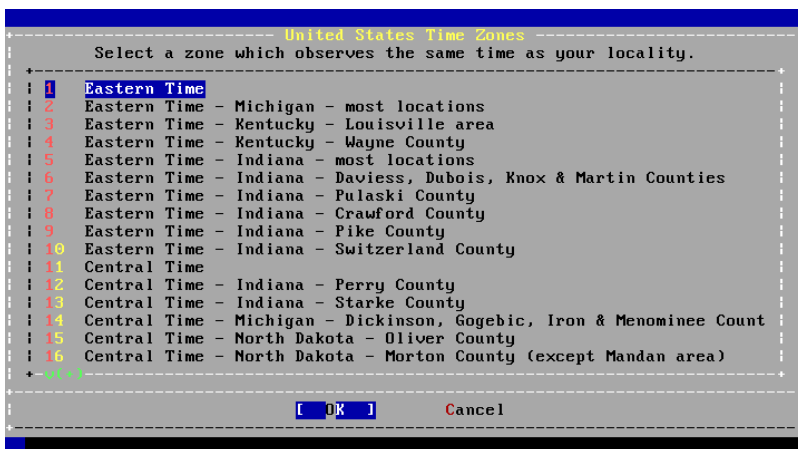 United States Time Zones
Select a zone which observes the same time as your locality.
1 Eastern Time
2 Eastern Time - Michigan - most locations
3 Eastern Time - Kentucky - Louisville area
4 Eastern Time - Kentucky - Wayne County
5 Eastern Time - Indiana - most locations
6 Eastern Time - Indiana - Daviess, Dubois, Knox & Martin Counties
7 Eastern Time - Indiana - Pulaski County
8 Eastern Time - Indiana - Crawford County
9 Eastern Time - Indiana - Pike County
10 Eastern Time - Indiana - Switzerland County
11 Central Time
12 Central Time - Indiana - Perry County
13 Central Time - Indiana - Starke County
14 Central Time - Michigan - Dickinson, Gogebic, Iron & Menominee Count
15 Central Time - North Dakota - Oliver County
16 Central Time - North Dakota - Morton County (except Mandan area)
v(+)
[ OK ] Cancel